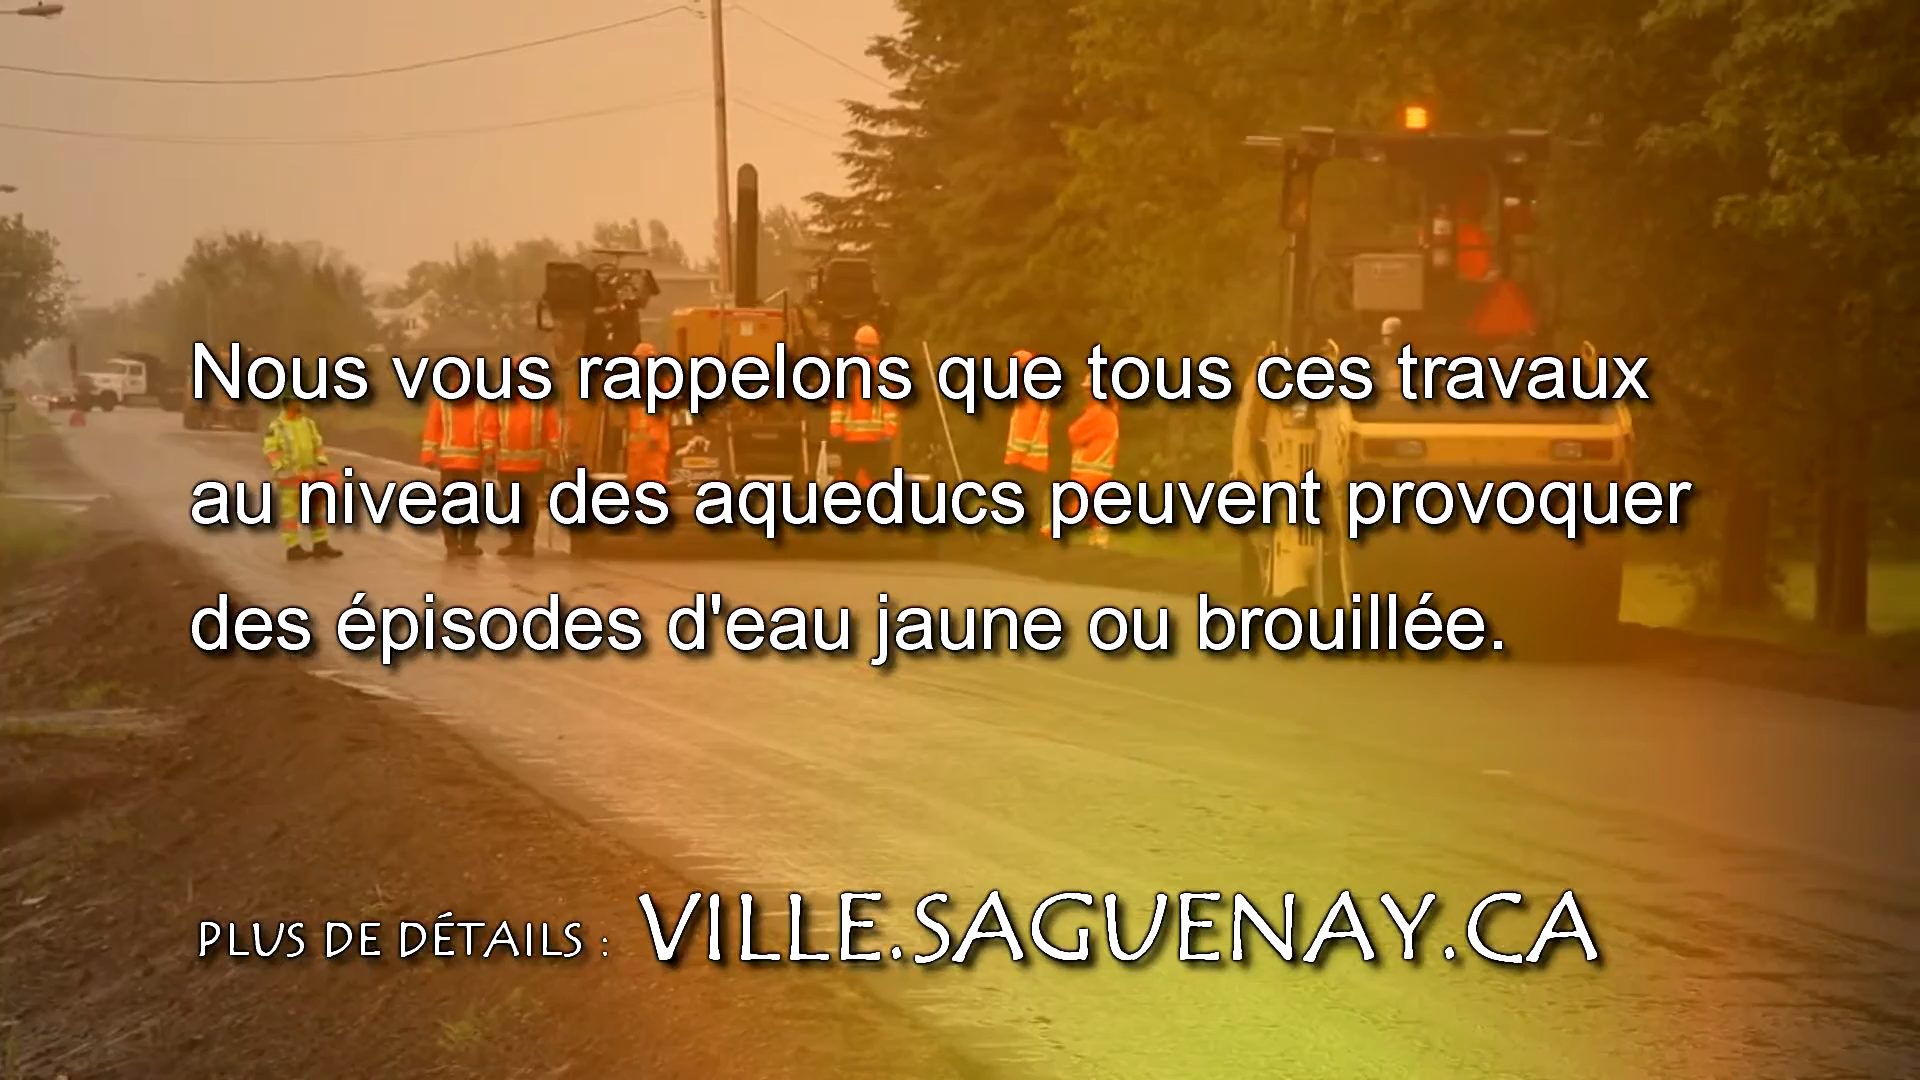 Nous vous rappelons que tous ces travaux
au niveau des aqueducs peuvent provoquer
des épisodes d'eau jaune ou brouillée.
PLUS DE DÉTAILS : VILLE.SAGUENAY.CA